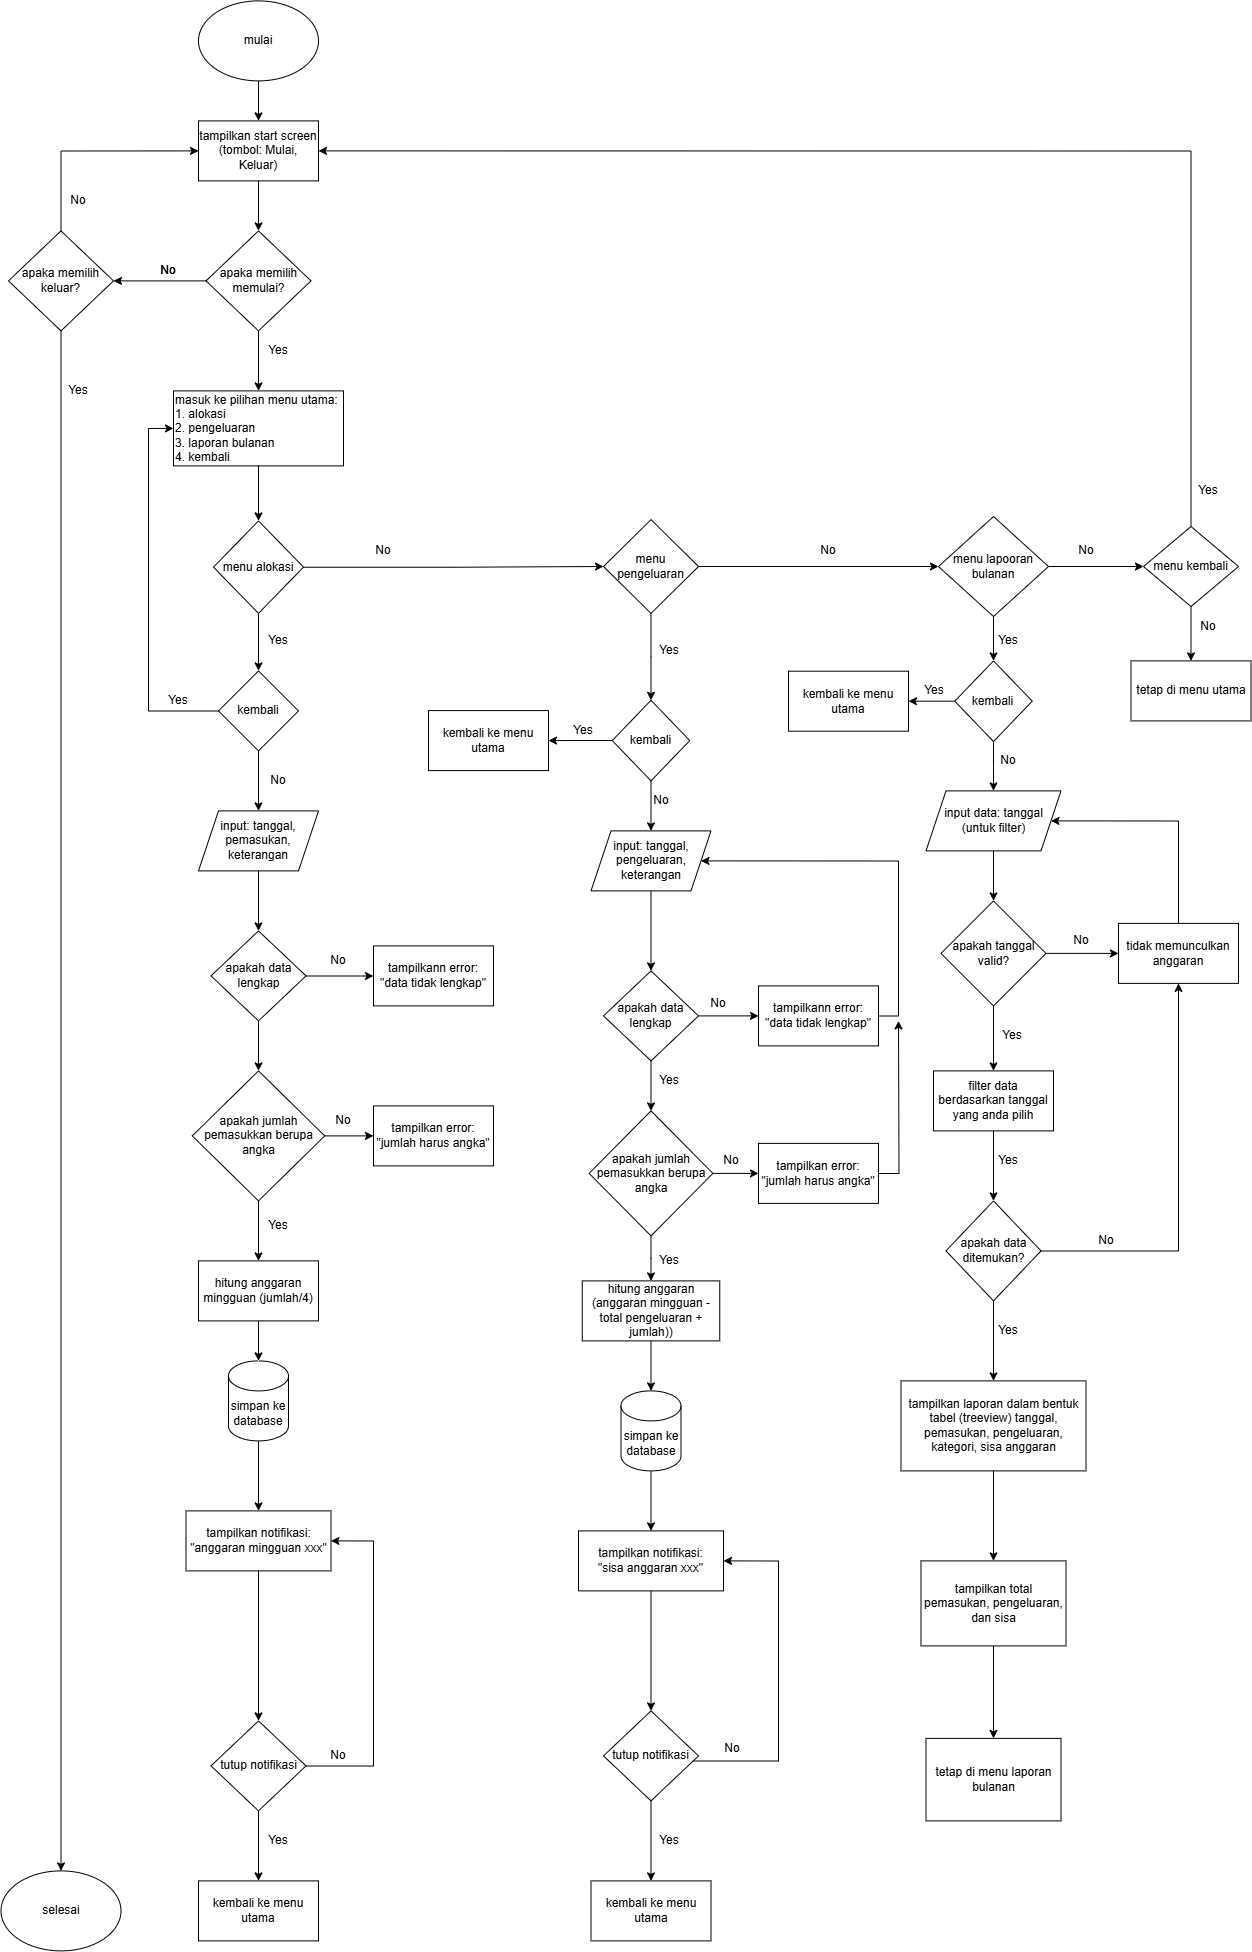 mulai
tampilkan start screen
(tombol: Mulai,
Keluar)
No
apaka memilih
keluar?
No
apaka memilih
memulai?
Yes
Yes
masuk ke pilihan menu utama:
1. alokasi
2. pengeluaran
3. laporan bulanan
4. kembali
Yes
menu alokasi
No
menu
pengeluaran
No
menu lapooran
bulanan
No
menu kembali
No
tetap di menu utama
Yes
kembali
Yes
No
input: tanggal,
pemasukan,
keterangan
apakah data
lengkap
No
tampilkann error:
"data tidak lengkap"
apakah jumlah
pemasukkan berupa
angka
No
tampilkan error:
"jumlah harus angka"
Yes
hitung anggaran
mingguan (jumlah/4)
simpan ke
database
tampilkan notifikasi:
"anggaran mingguan xxx"
tutup notifikasi
No
Yes
kembali ke menu
utama
selesai
Yes
kembali
Yes
kembali ke menu
utama
No
input: tanggal,
pengeluaran,
keterangan
apakah data
lengkap
No
tampilkann error:
"data tidak lengkap"
Yes
apakah jumlah
pemasukkan berupa
angka
No
tampilkan error:
"jumlah harus angka"
Yes
hitung anggaran
(anggaran mingguan -
total pengeluaran +
jumlah))
simpan ke
database
tampilkan notifikasi:
"sisa anggaran xxx"
tutup notifikasi
No
Yes
kembali ke menu
utama
Yes
kembali
Yes
kembali ke menu
utama
No
input data: tanggal
(untuk filter)
apakah tanggal
valid?
No
tidak memunculkan
anggaran
Yes
filter data
berdasarkan tanggal
yang anda pilih
Yes
apakah data
ditemukan?
No
Yes
tampilkan laporan dalam bentuk
tabel (treeview) tanggal,
pemasukan, pengeluaran,
kategori, sisa anggaran
tampilkan total
pemasukan, pengeluaran,
dan sisa
tetap di menu laporan
bulanan